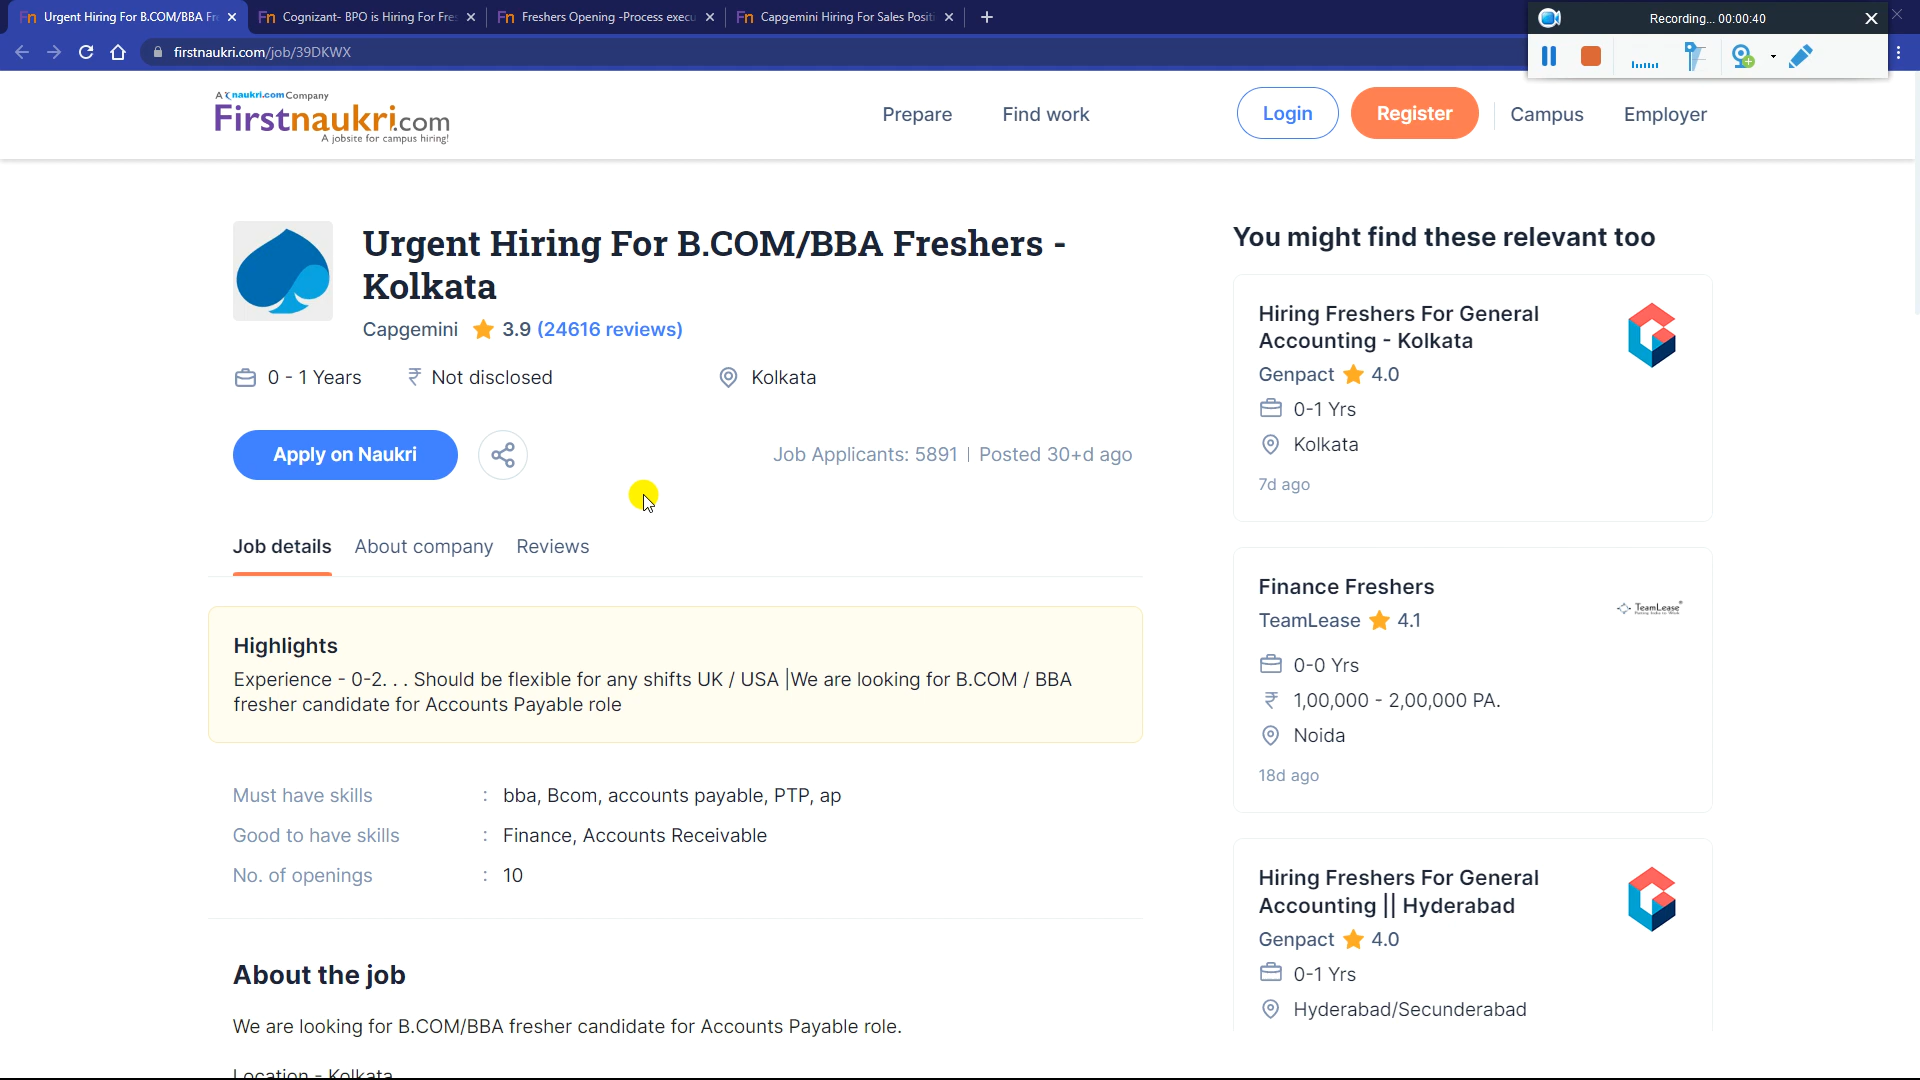 Urgent Hiring For B.COM/BBA Fr
Cognizant- BPO is Hiring For Fre
Freshers Opening -Process exec
Capgemini Hiring For Sales Posit
Recording... 00:00:40
firstnaukri.com/job/39DKWX
A naukri.com Company
Firstnaukri.com
A jobsite for campus hiring!
Prepare
Find work
Login
Register
Campus
Employer
Urgent Hiring For B.COM/BBA Freshers -
Kolkata
Capgemini 3.9 (24616 reviews)
0 - 1 Years
₹ Not disclosed
Kolkata
Apply on Naukri
Job Applicants: 5891 | Posted 30+d ago
Job details
About company
Reviews
Highlights
Experience - 0-2. . . Should be flexible for any shifts UK / USA |We are looking for B.COM / BBA
fresher candidate for Accounts Payable role
Must have skills : bba, Bcom, accounts payable, PTP, ap
Good to have skills : Finance, Accounts Receivable
No. of openings : 10
About the job
We are looking for B.COM/BBA fresher candidate for Accounts Payable role.
Location - Kolkata
You might find these relevant too
Hiring Freshers For General
Accounting - Kolkata
Genpact 4.0
0-1 Yrs
Kolkata
7d ago
Finance Freshers
TeamLease 4.1
TeamLease
0-0 Yrs
₹ 1,00,000 - 2,00,000 PA.
Noida
18d ago
Hiring Freshers For General
Accounting || Hyderabad
Genpact 4.0
0-1 Yrs
Hyderabad/Secunderabad